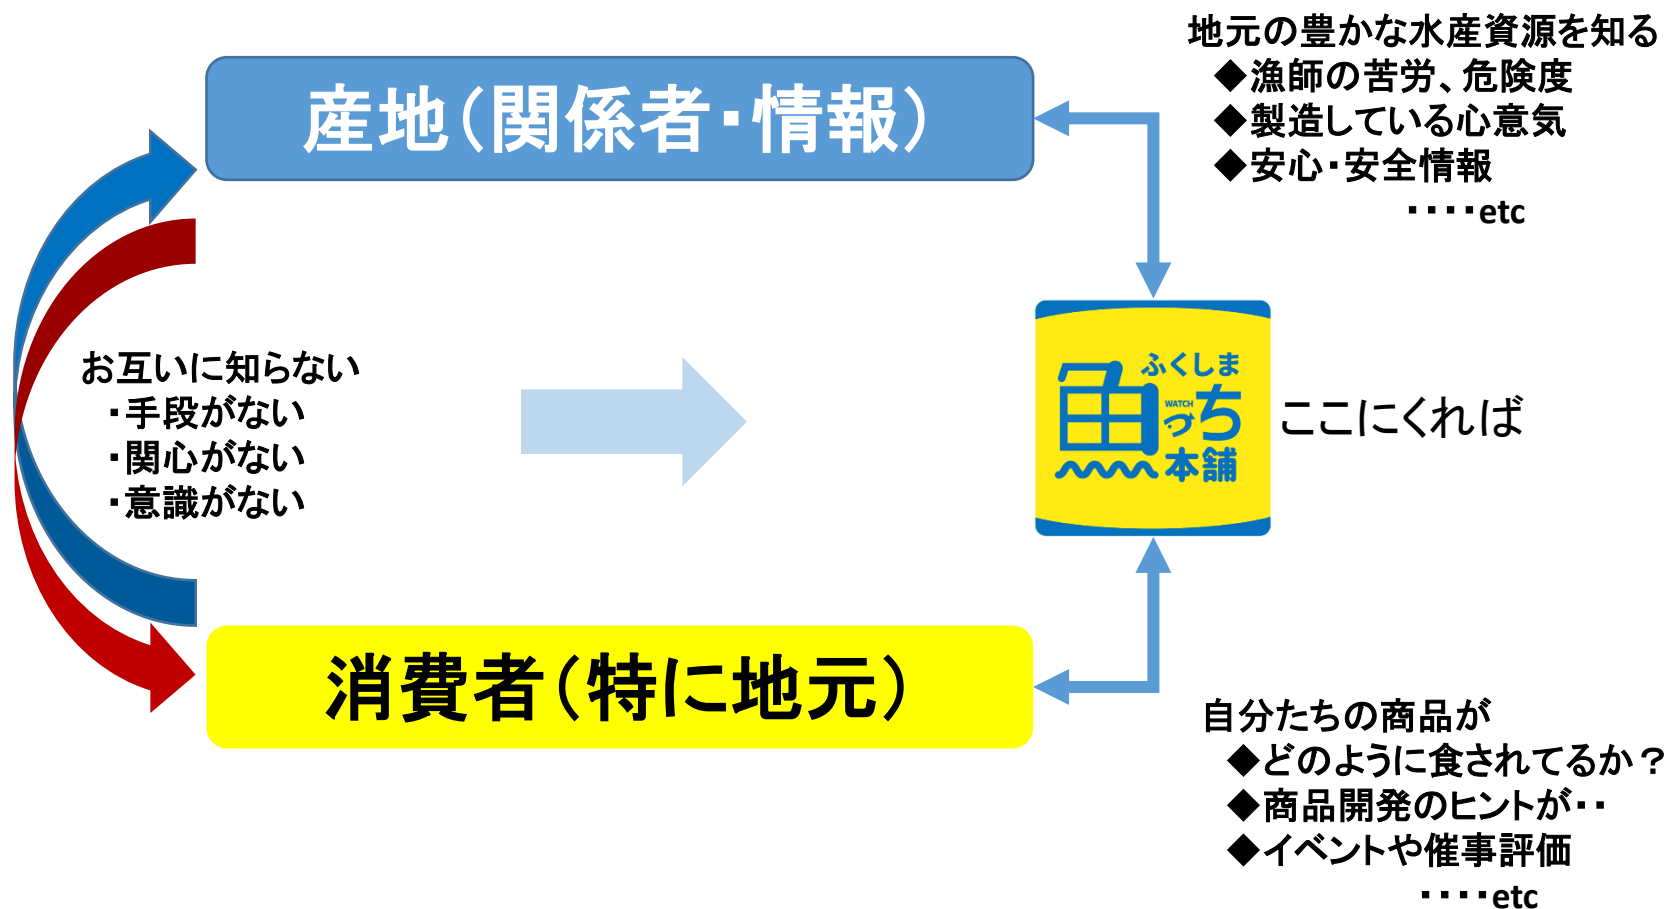 地元の豊かな水産資源を知る
◆漁師の苦労、危険度
◆製造している心意気
◆安心・安全情報
・・・・etc
産地（関係者・情報）
お互いに知らない
・手段がない
・関心がない
・意識がない
ふくしま
魚
WATCH
づち
本舗
ここにくれば
消費者（特に地元）
自分たちの商品が
◆どのように食されてるか？
◆商品開発のヒントが・・
◆イベントや催事評価
・・・・etc